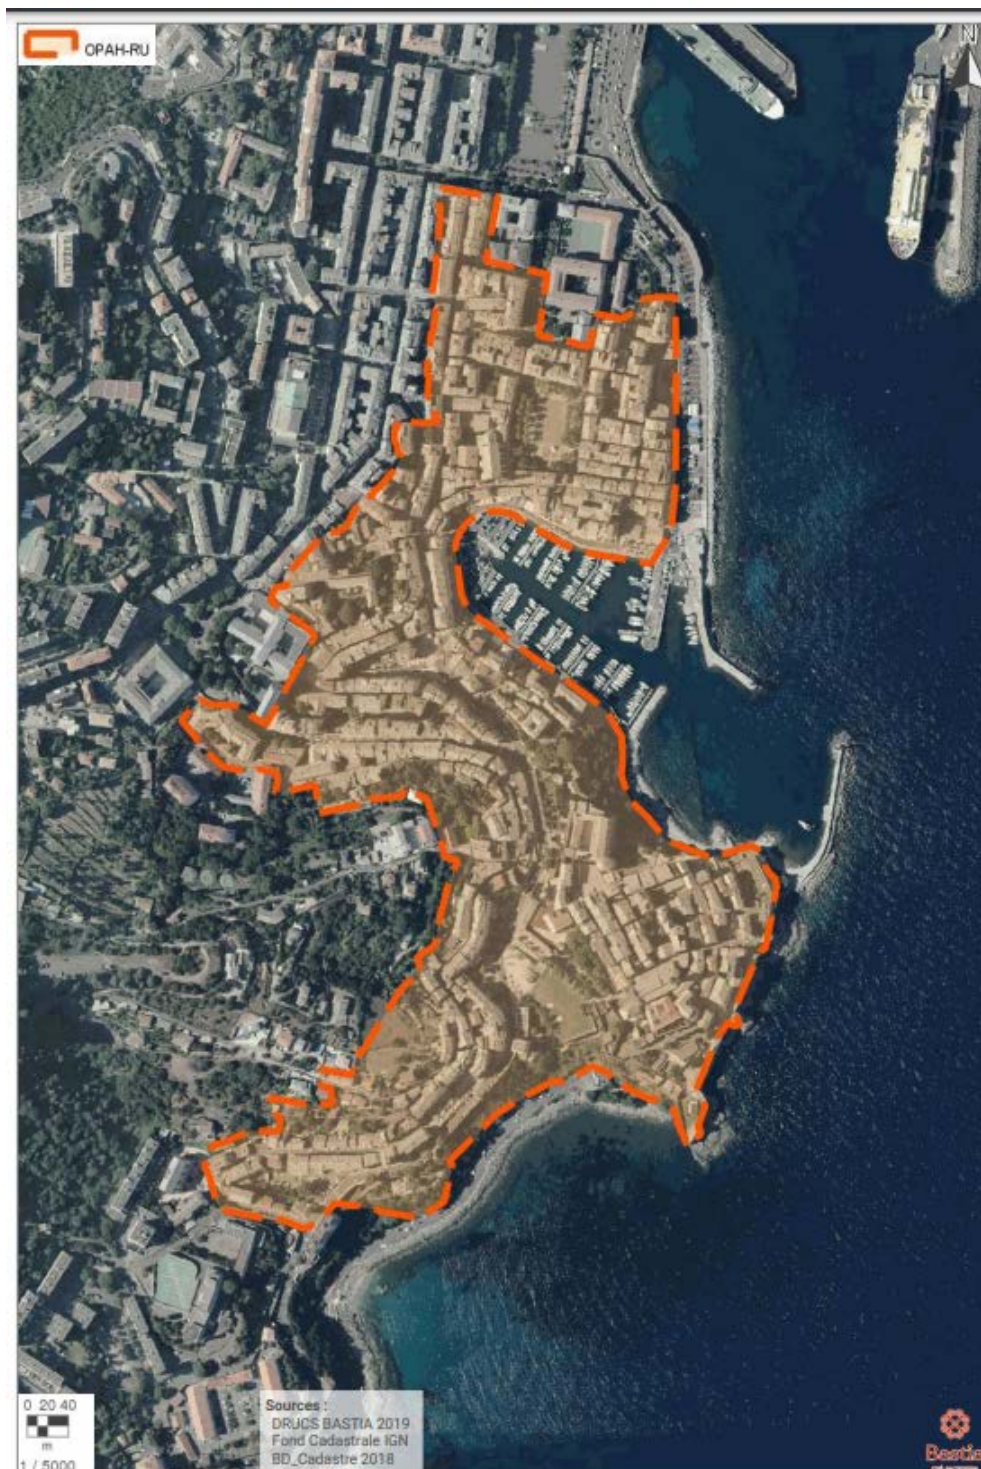 OPAH-RU
N
0 20 40
m
1 / 5000
Sources :
DRUCS BASTIA 2019
Fond Cadastrale IGN
BD_Cadastre 2018
Bastia